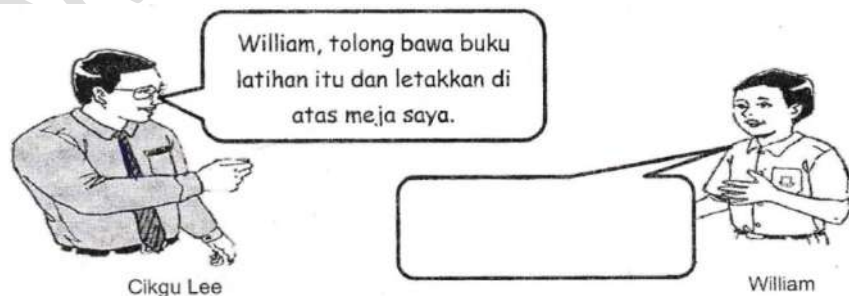 William, tolong bawa buku
latihan itu dan letakkan di
atas meja saya.
Cikgu Lee
William